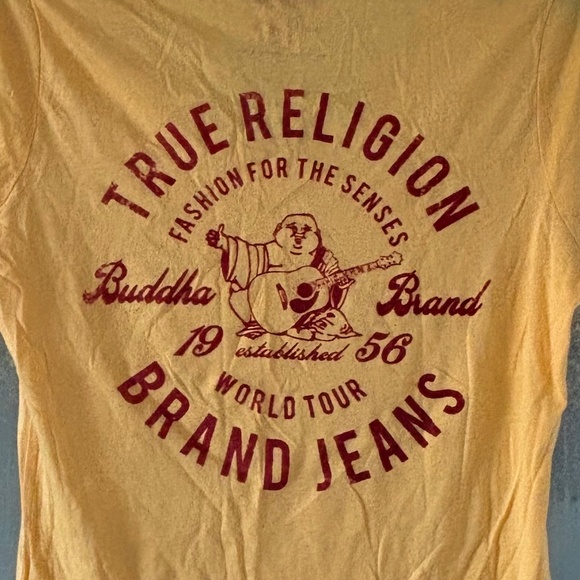 TRUE RELIGION
FASHION FOR THE SENSES
Buddha Brand
19 established 56
WORLD TOUR
BRAND JEANS